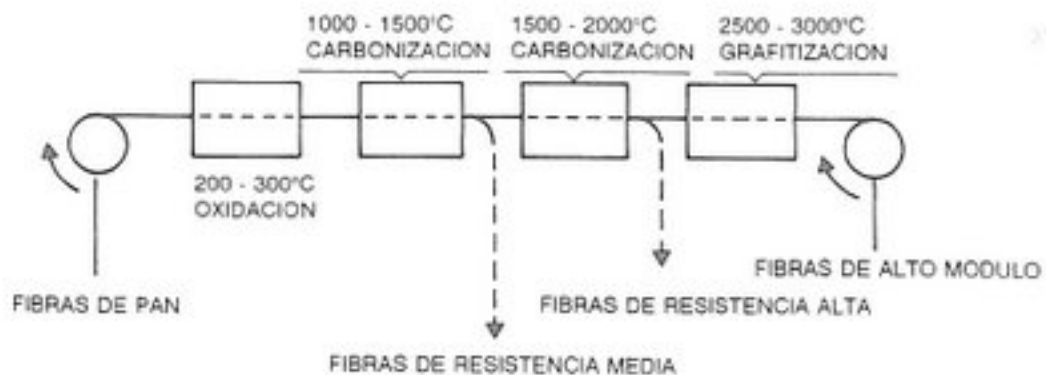 1000 - 1500°C
CARBONIZACION
1500 - 2000°C
CARBONIZACION
2500 - 3000°C
GRAFITIZACION
200 - 300°C
OXIDACION
FIBRAS DE PAN
FIBRAS DE RESISTENCIA MEDIA
FIBRAS DE RESISTENCIA ALTA
FIBRAS DE ALTO MODULO